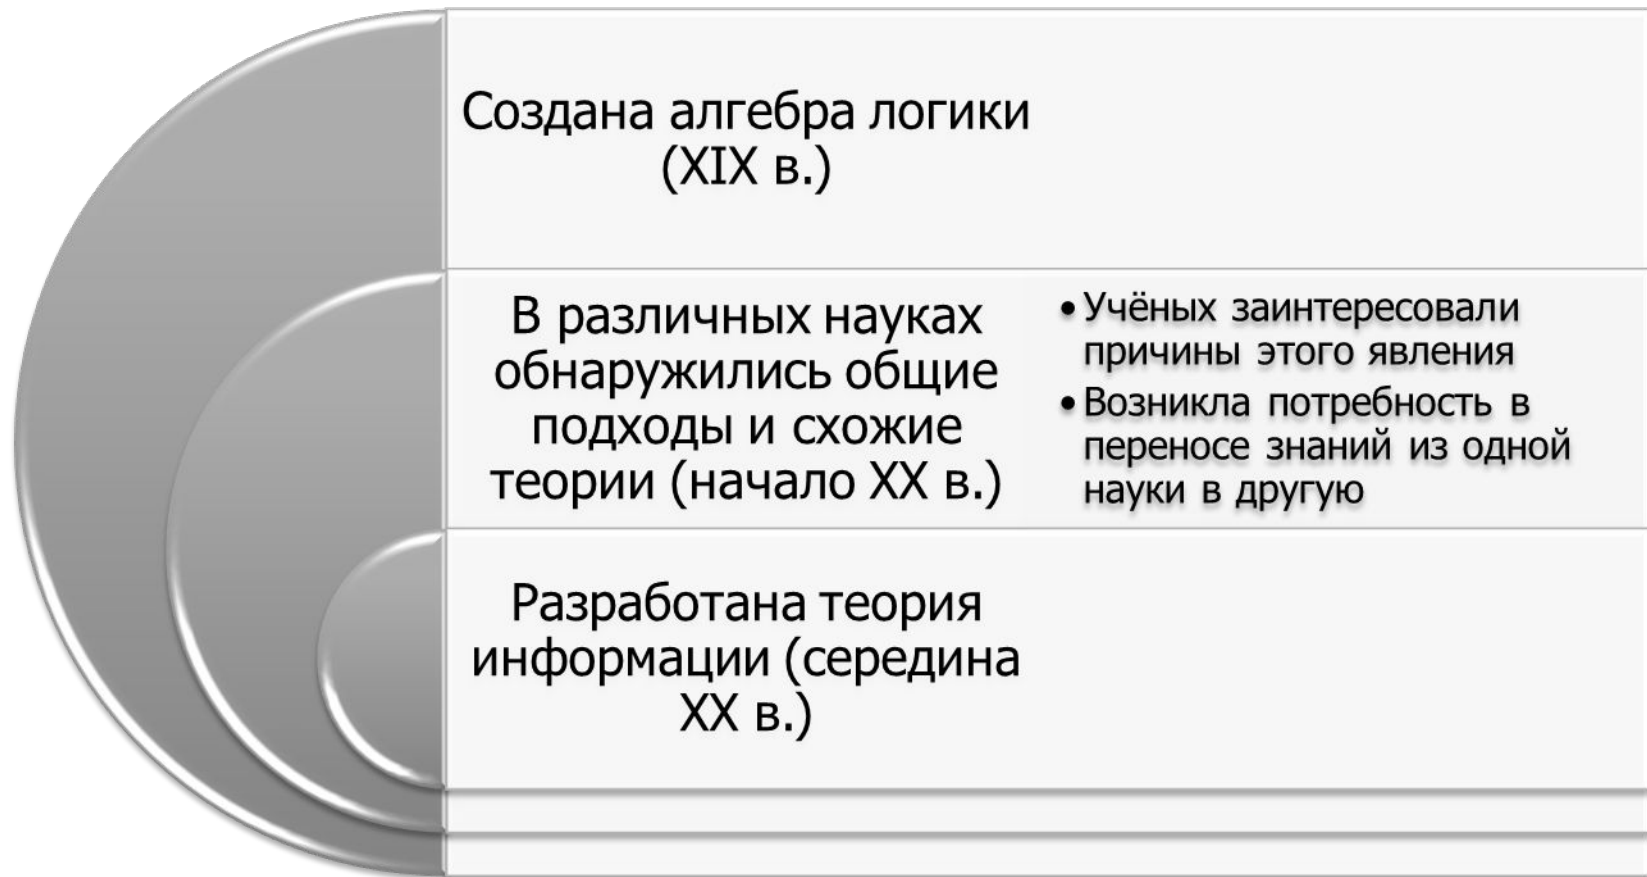 Создана алгебра логики
(XIX в.)
В различных науках
обнаружились общие
подходы и схожие
теории (начало XX в.)
• Учёных заинтересовали
причины этого явления
• Возникла потребность в
переносе знаний из одной
науки в другую
Разработана теория
информации (середина
XX в.)